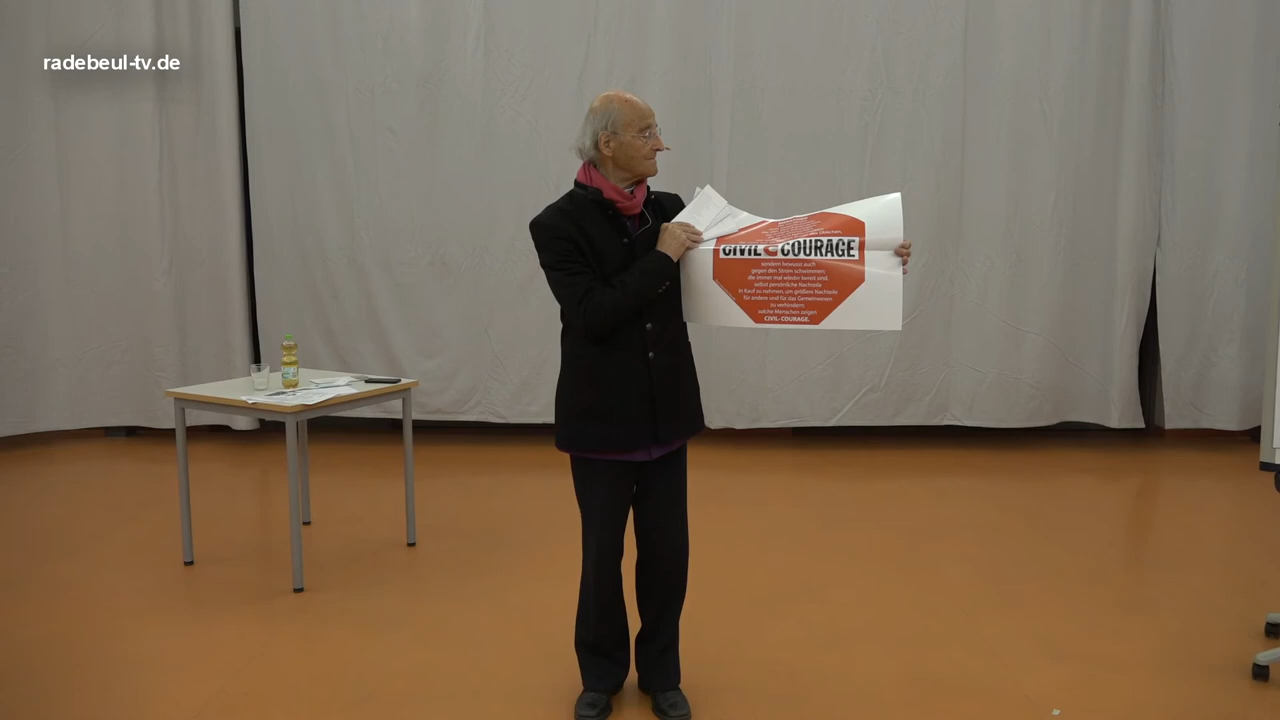 radebeul-tv.de
CIVIL-COURAGE
sondern bewusst auch
gegen den Strom schwimmen;
die immer mal wieder bereit sind,
selbst persönliche Nachteile
in Kauf zu nehmen, um größere Nachteile
für andere und für das Gemeinwesen
zu verhindern;
solche Menschen zeigen
CIVIL-COURAGE.